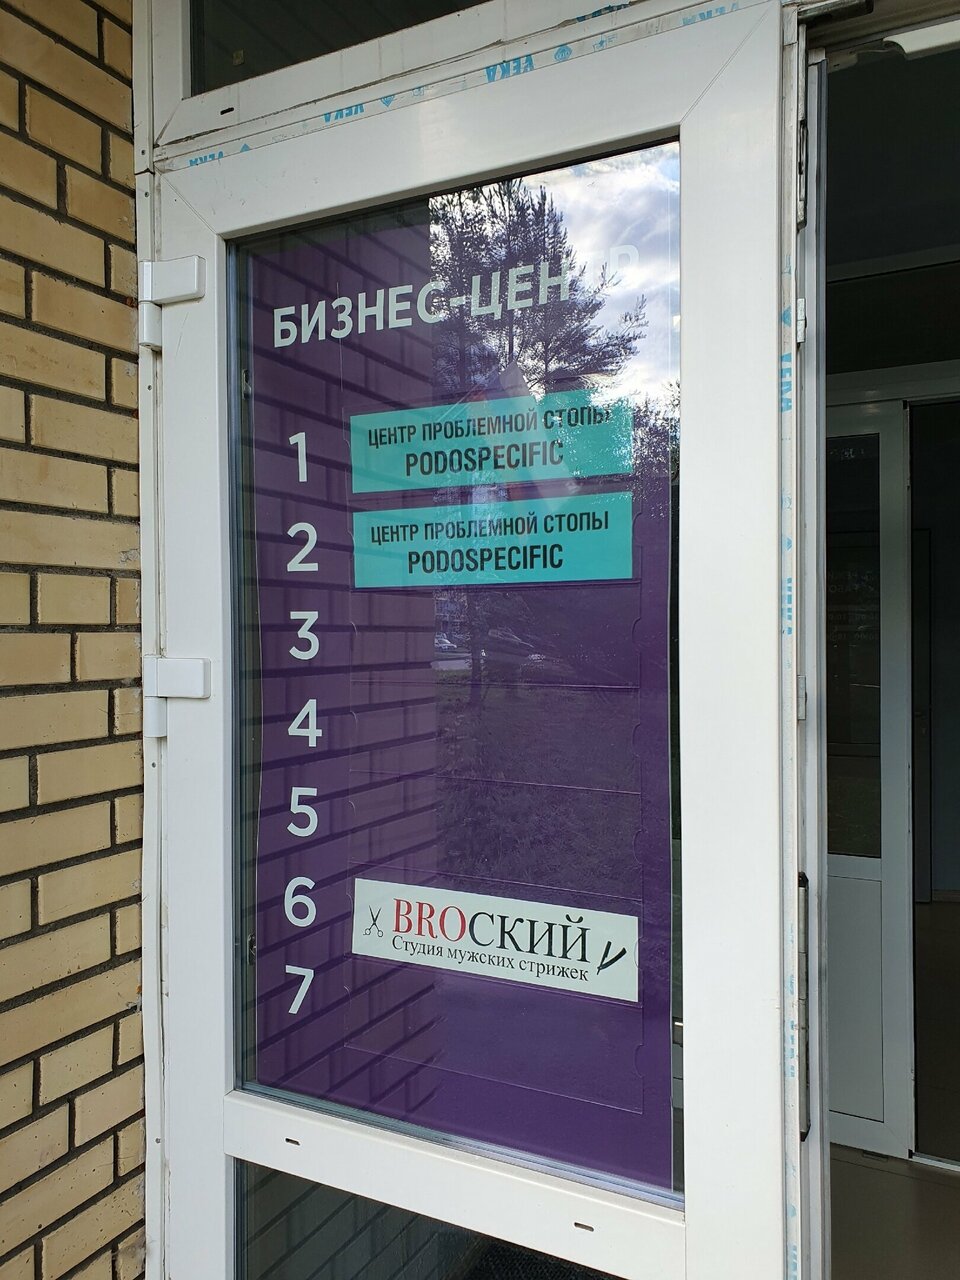 БИЗНЕС-ЦЕНТР
1 ЦЕНТР ПРОБЛЕМНОЙ СТОПЫ
PODOSPECIFIC
2 ЦЕНТР ПРОБЛЕМНОЙ СТОПЫ
PODOSPECIFIC
3
4
5
6 BROСКИЙ
Студия мужских стрижек
7